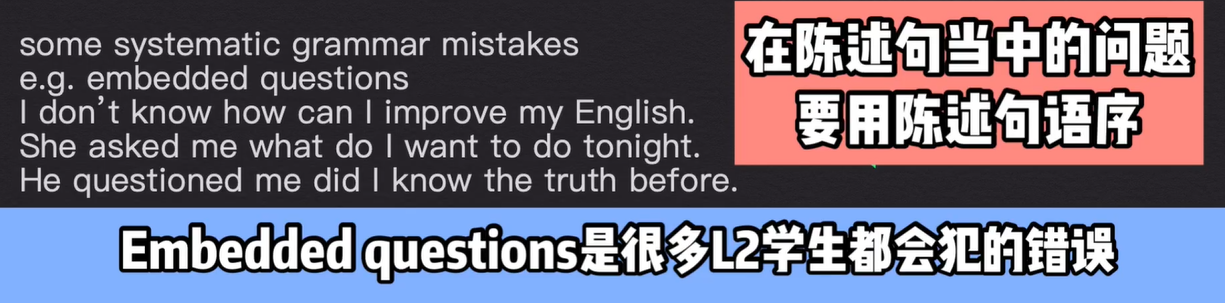 some systematic grammar mistakes
e.g. embedded questions
I don't know how can I improve my English.
She asked me what do I want to do tonight.
He questioned me did I know the truth before.
在陈述句当中的问题
要用陈述句语序
Embedded questions是很多L2学生都会犯的错误